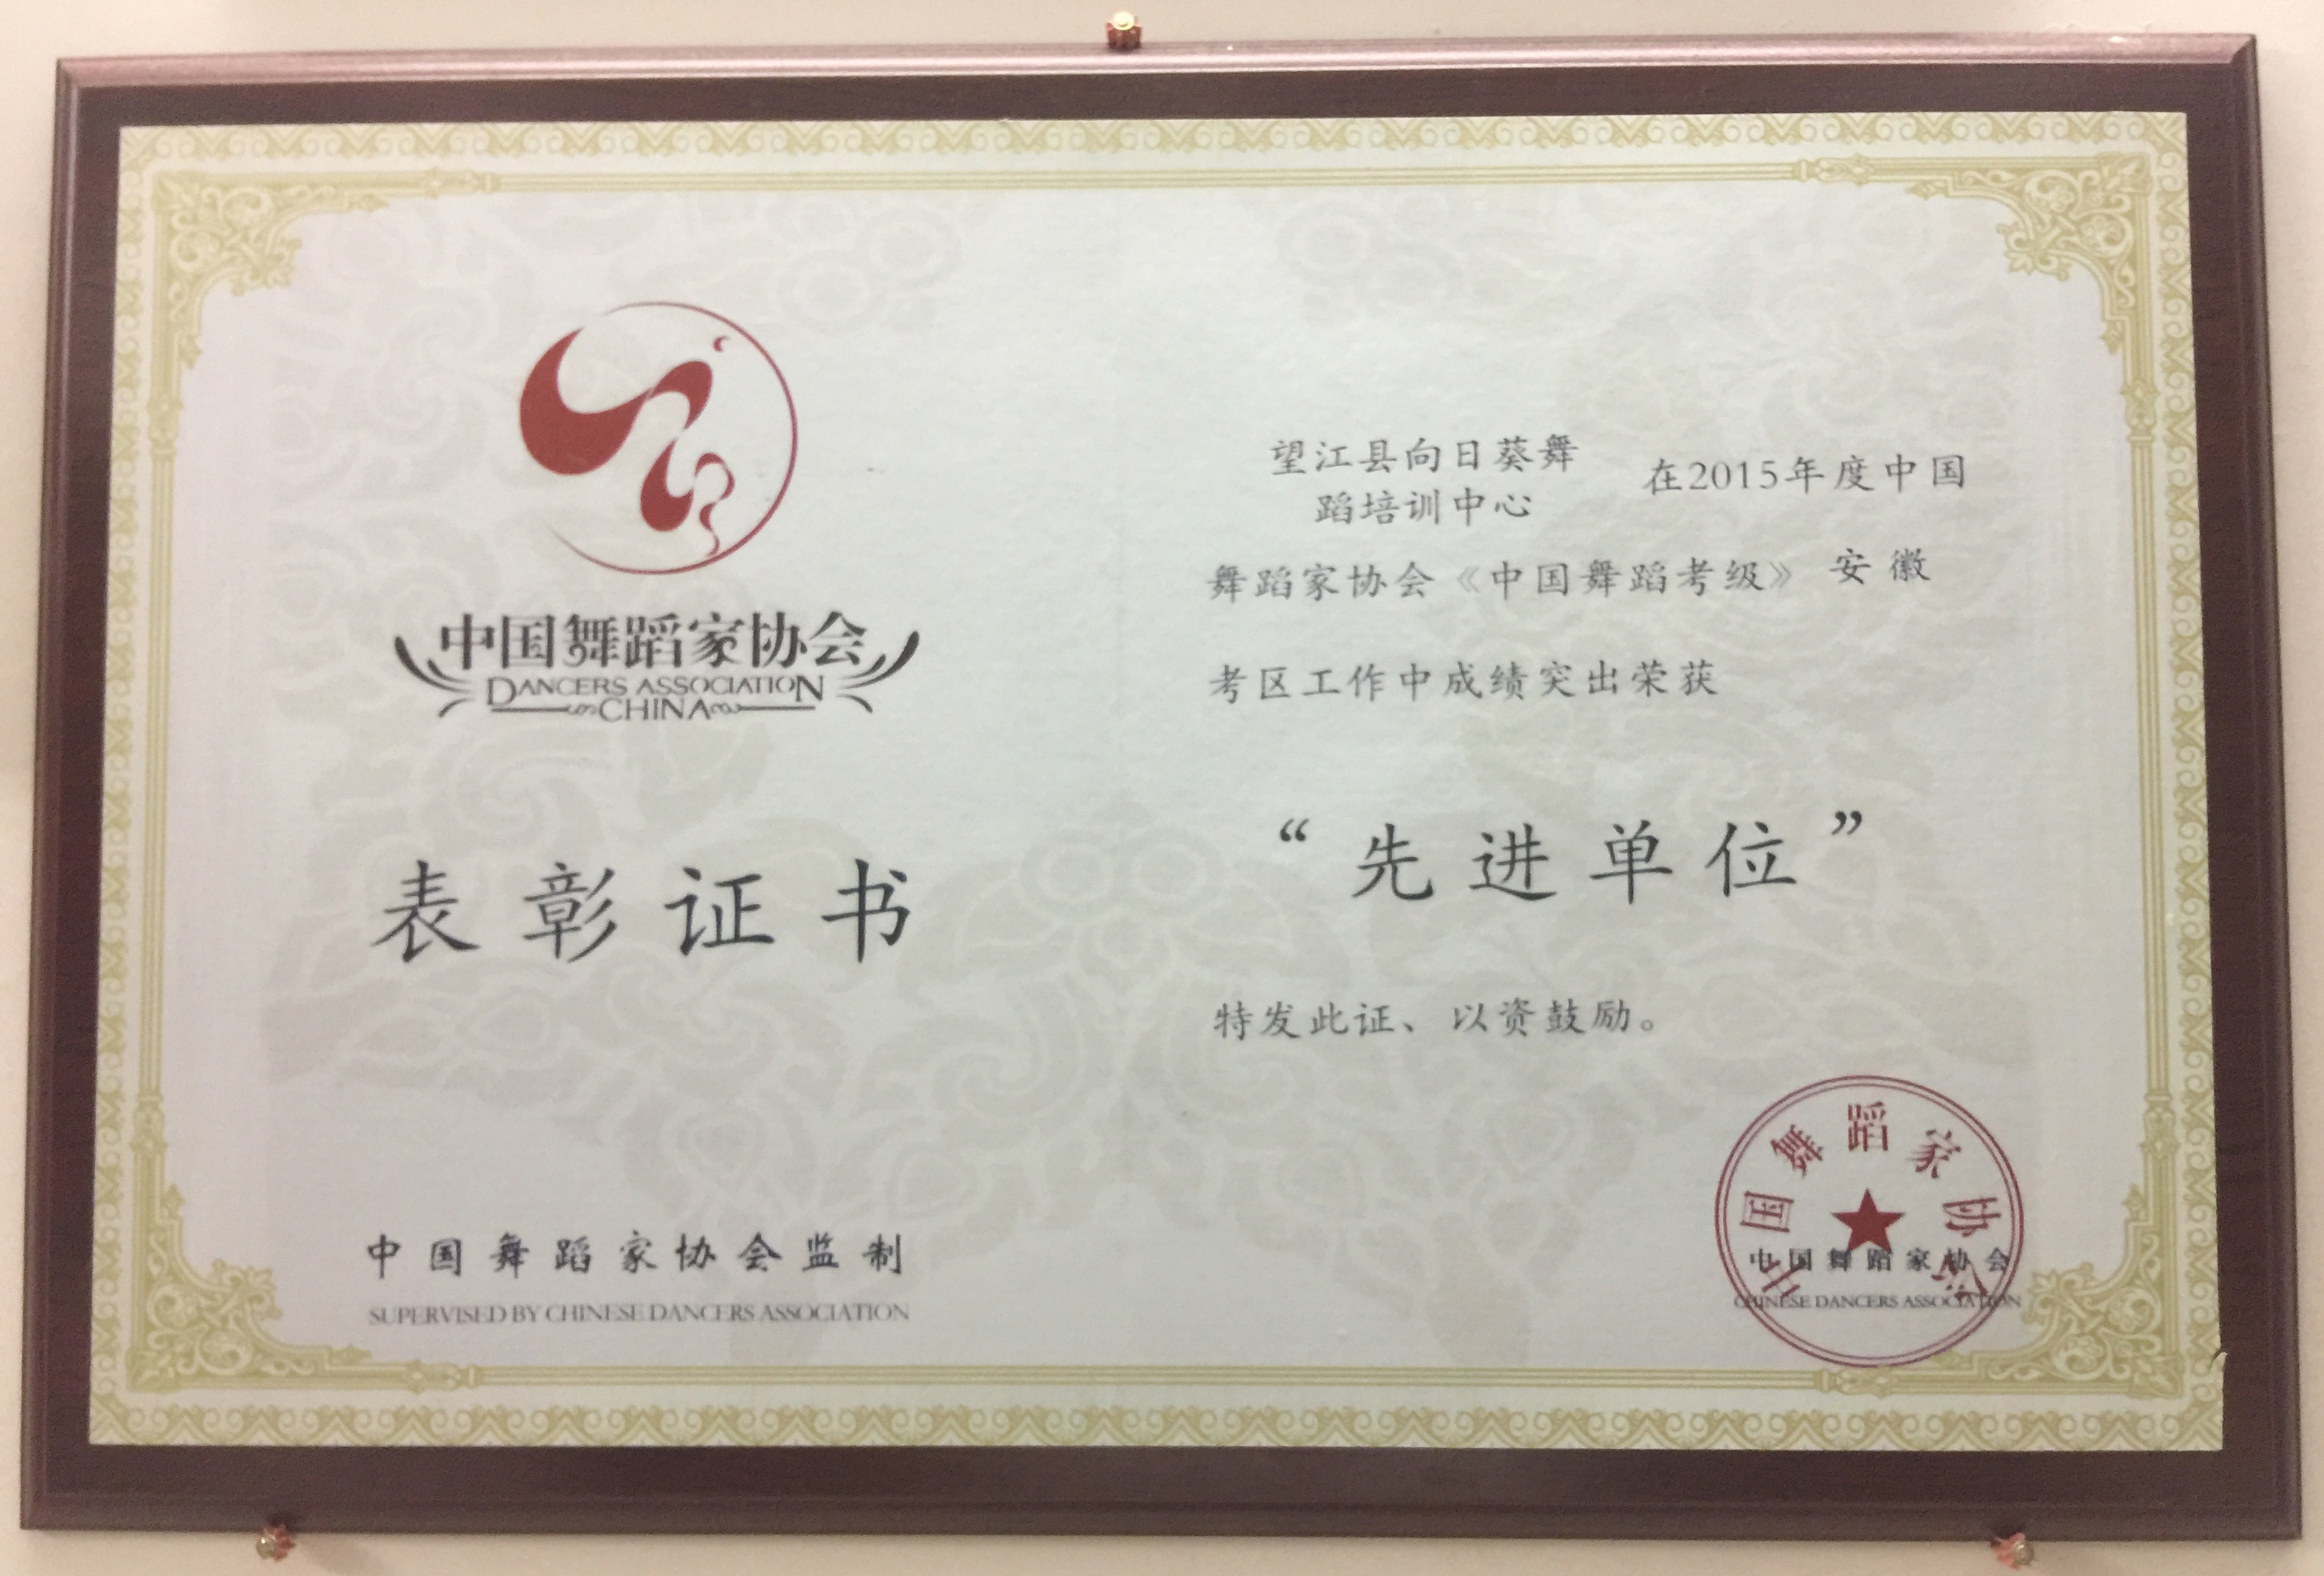 中国舞蹈家协会
DANCERS ASSOCIATION
CHINA
表彰证书
中国舞蹈家协会监制
SUPERVISED BY CHINESE DANCERS ASSOCIATION
望江县向日葵舞
蹈培训中心
在2015年度中国
舞蹈家协会《中国舞蹈考级》 安徽
考区工作中成绩突出荣获
“先进单位”
特发此证、以资鼓励。
中国舞蹈家协会
中国舞蹈家协会
CHINESE DANCERS ASSOCIATION